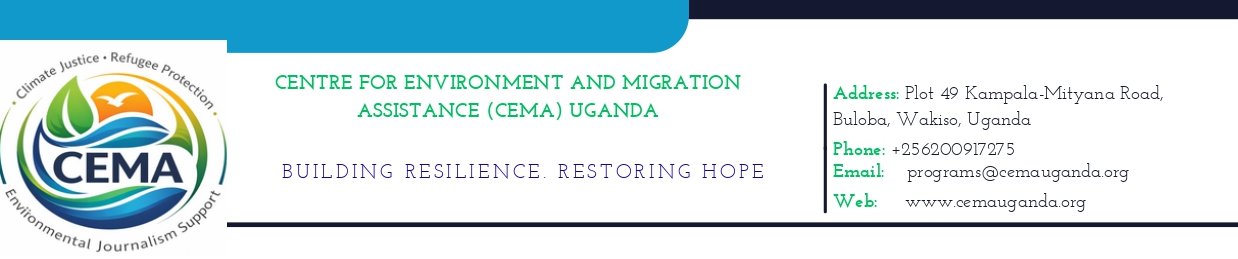 Climate Justice • Refugee Protection
CEMA
Environmental Journalism Support
CENTRE FOR ENVIRONMENT AND MIGRATION
ASSISTANCE (CEMA) UGANDA
BUILDING RESILIENCE. RESTORING HOPE
Address: Plot 49 Kampala-Mityana Road,
Buloba, Wakiso, Uganda
Phone: +256200917275
Email: programs@cemauganda.org
Web: www.cemauganda.org